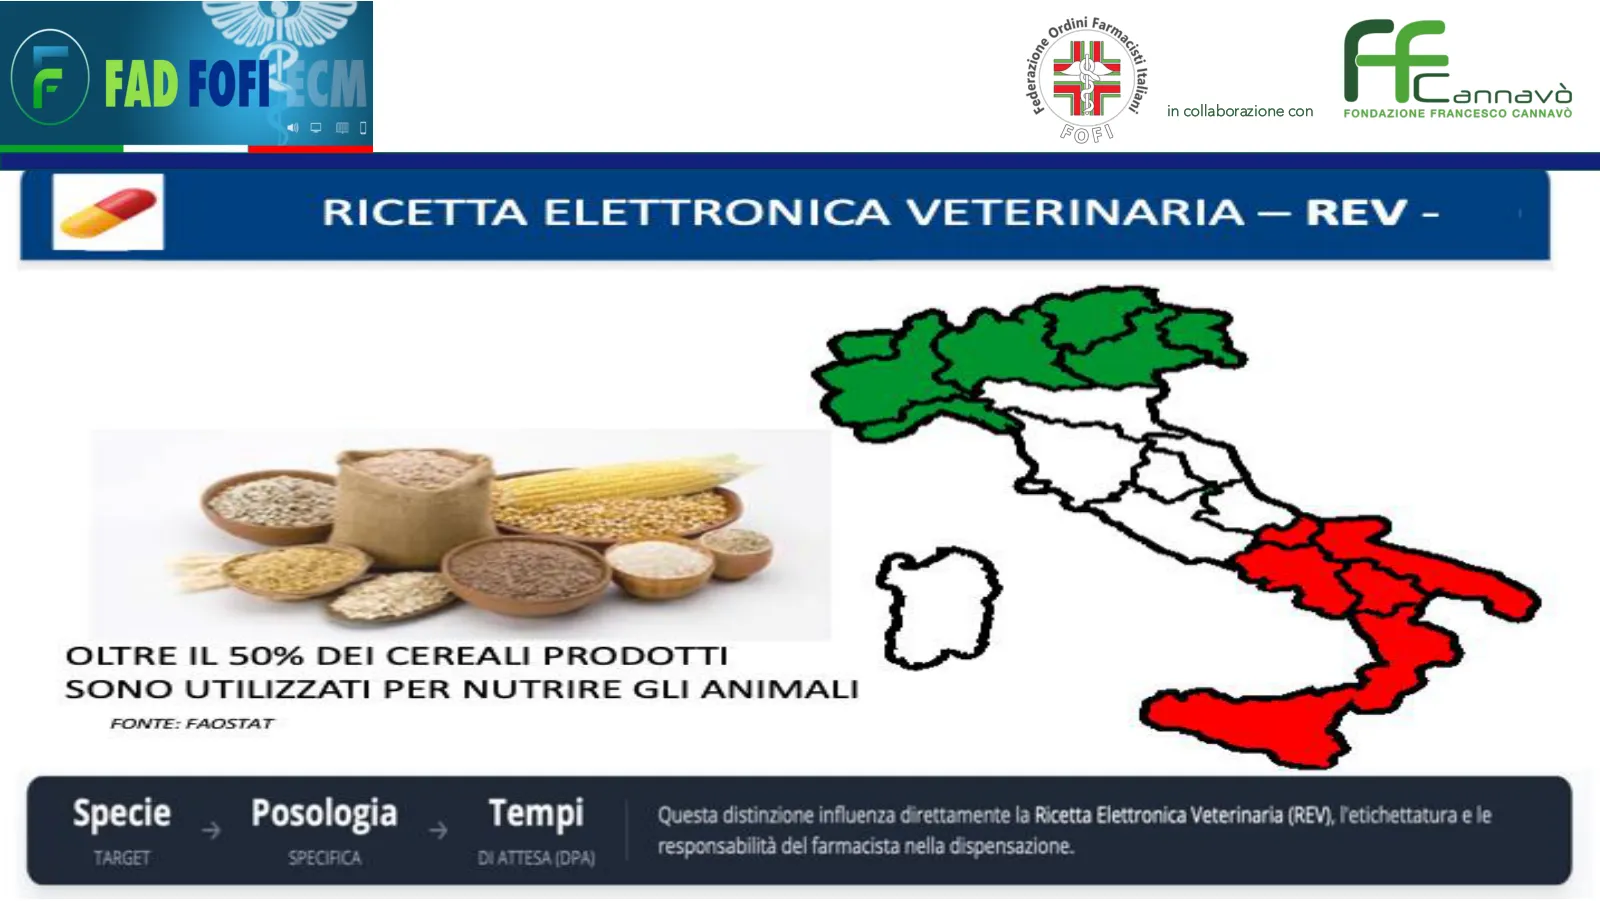 FAD FOFI ECM
Federazione Ordini Farmacisti Italiani
FOFI
in collaborazione con
Cannavò
FONDAZIONE FRANCESCO CANNAVÒ
RICETTA ELETTRONICA VETERINARIA – REV -
OLTRE IL 50% DEI CEREALI PRODOTTI
SONO UTILIZZATI PER NUTRIRE GLI ANIMALI
FONTE: FAOSTAT
Specie → Posologia → Tempi
TARGET SPECIFICA DI ATTESA (DPA)
Questa distinzione influenza direttamente la Ricetta Elettronica Veterinaria (REV), l'etichettatura e le
responsabilità del farmacista nella dispensazione.